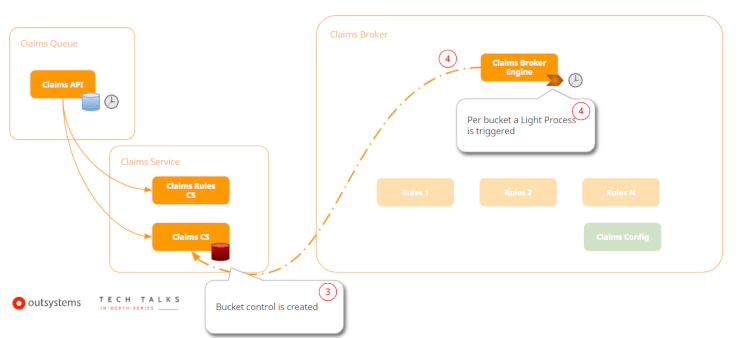 Claims Queue
Claims API
Claims Service
Claims Rules
CS
Claims CS
Claims Broker
4
Claims Broker
Engine
4
Per bucket a Light Process
is triggered
Rules 1
Rules 2
Rules N
Claims Config
3
Bucket control is created
outsystems
TECH TALKS
IN-DEPTH SERIES